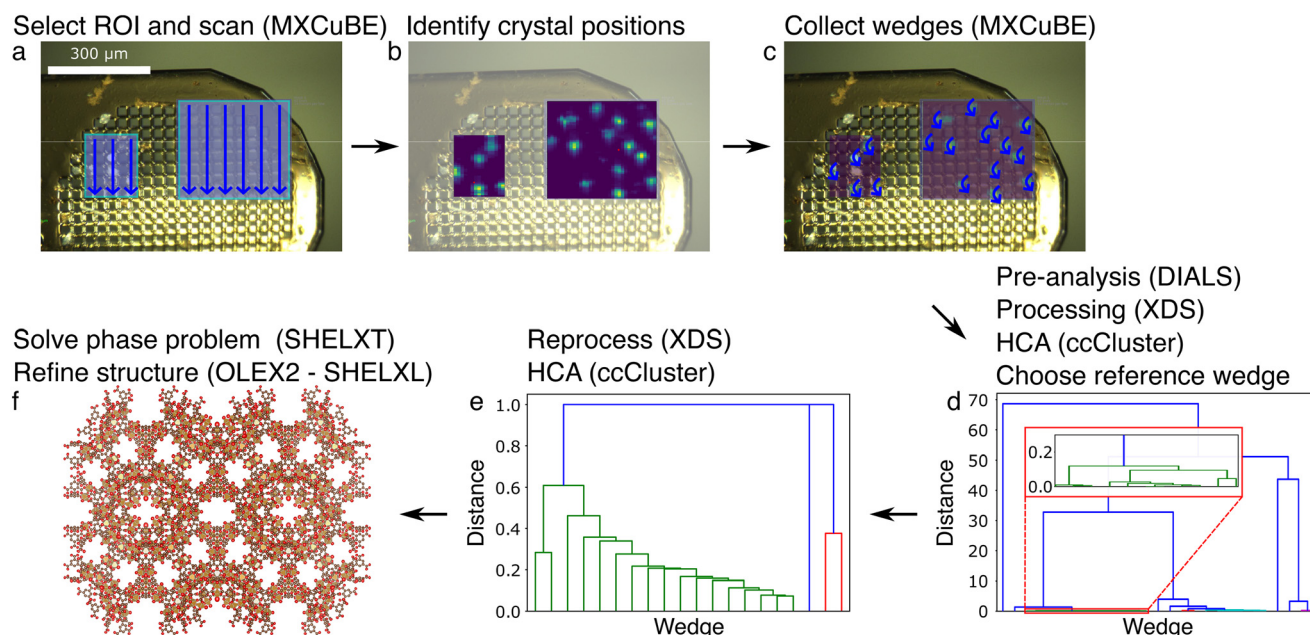 Select ROI and scan (MXCuBE)
Identify crystal positions
Collect wedges (MXCuBE)
a
300 µm
b
c
Pre-analysis (DIALS)
Processing (XDS)
HCA (ccCluster)
Choose reference wedge
Solve phase problem (SHELXT)
Refine structure (OLEX2 - SHELXL)
Reprocess (XDS)
HCA (ccCluster)
f
e
1.0
0.8
0.6
0.4
0.2
0.0
Distance
Wedge
d
70
60
50
40
30
20
10
0
0.2
0.0
Distance
Wedge